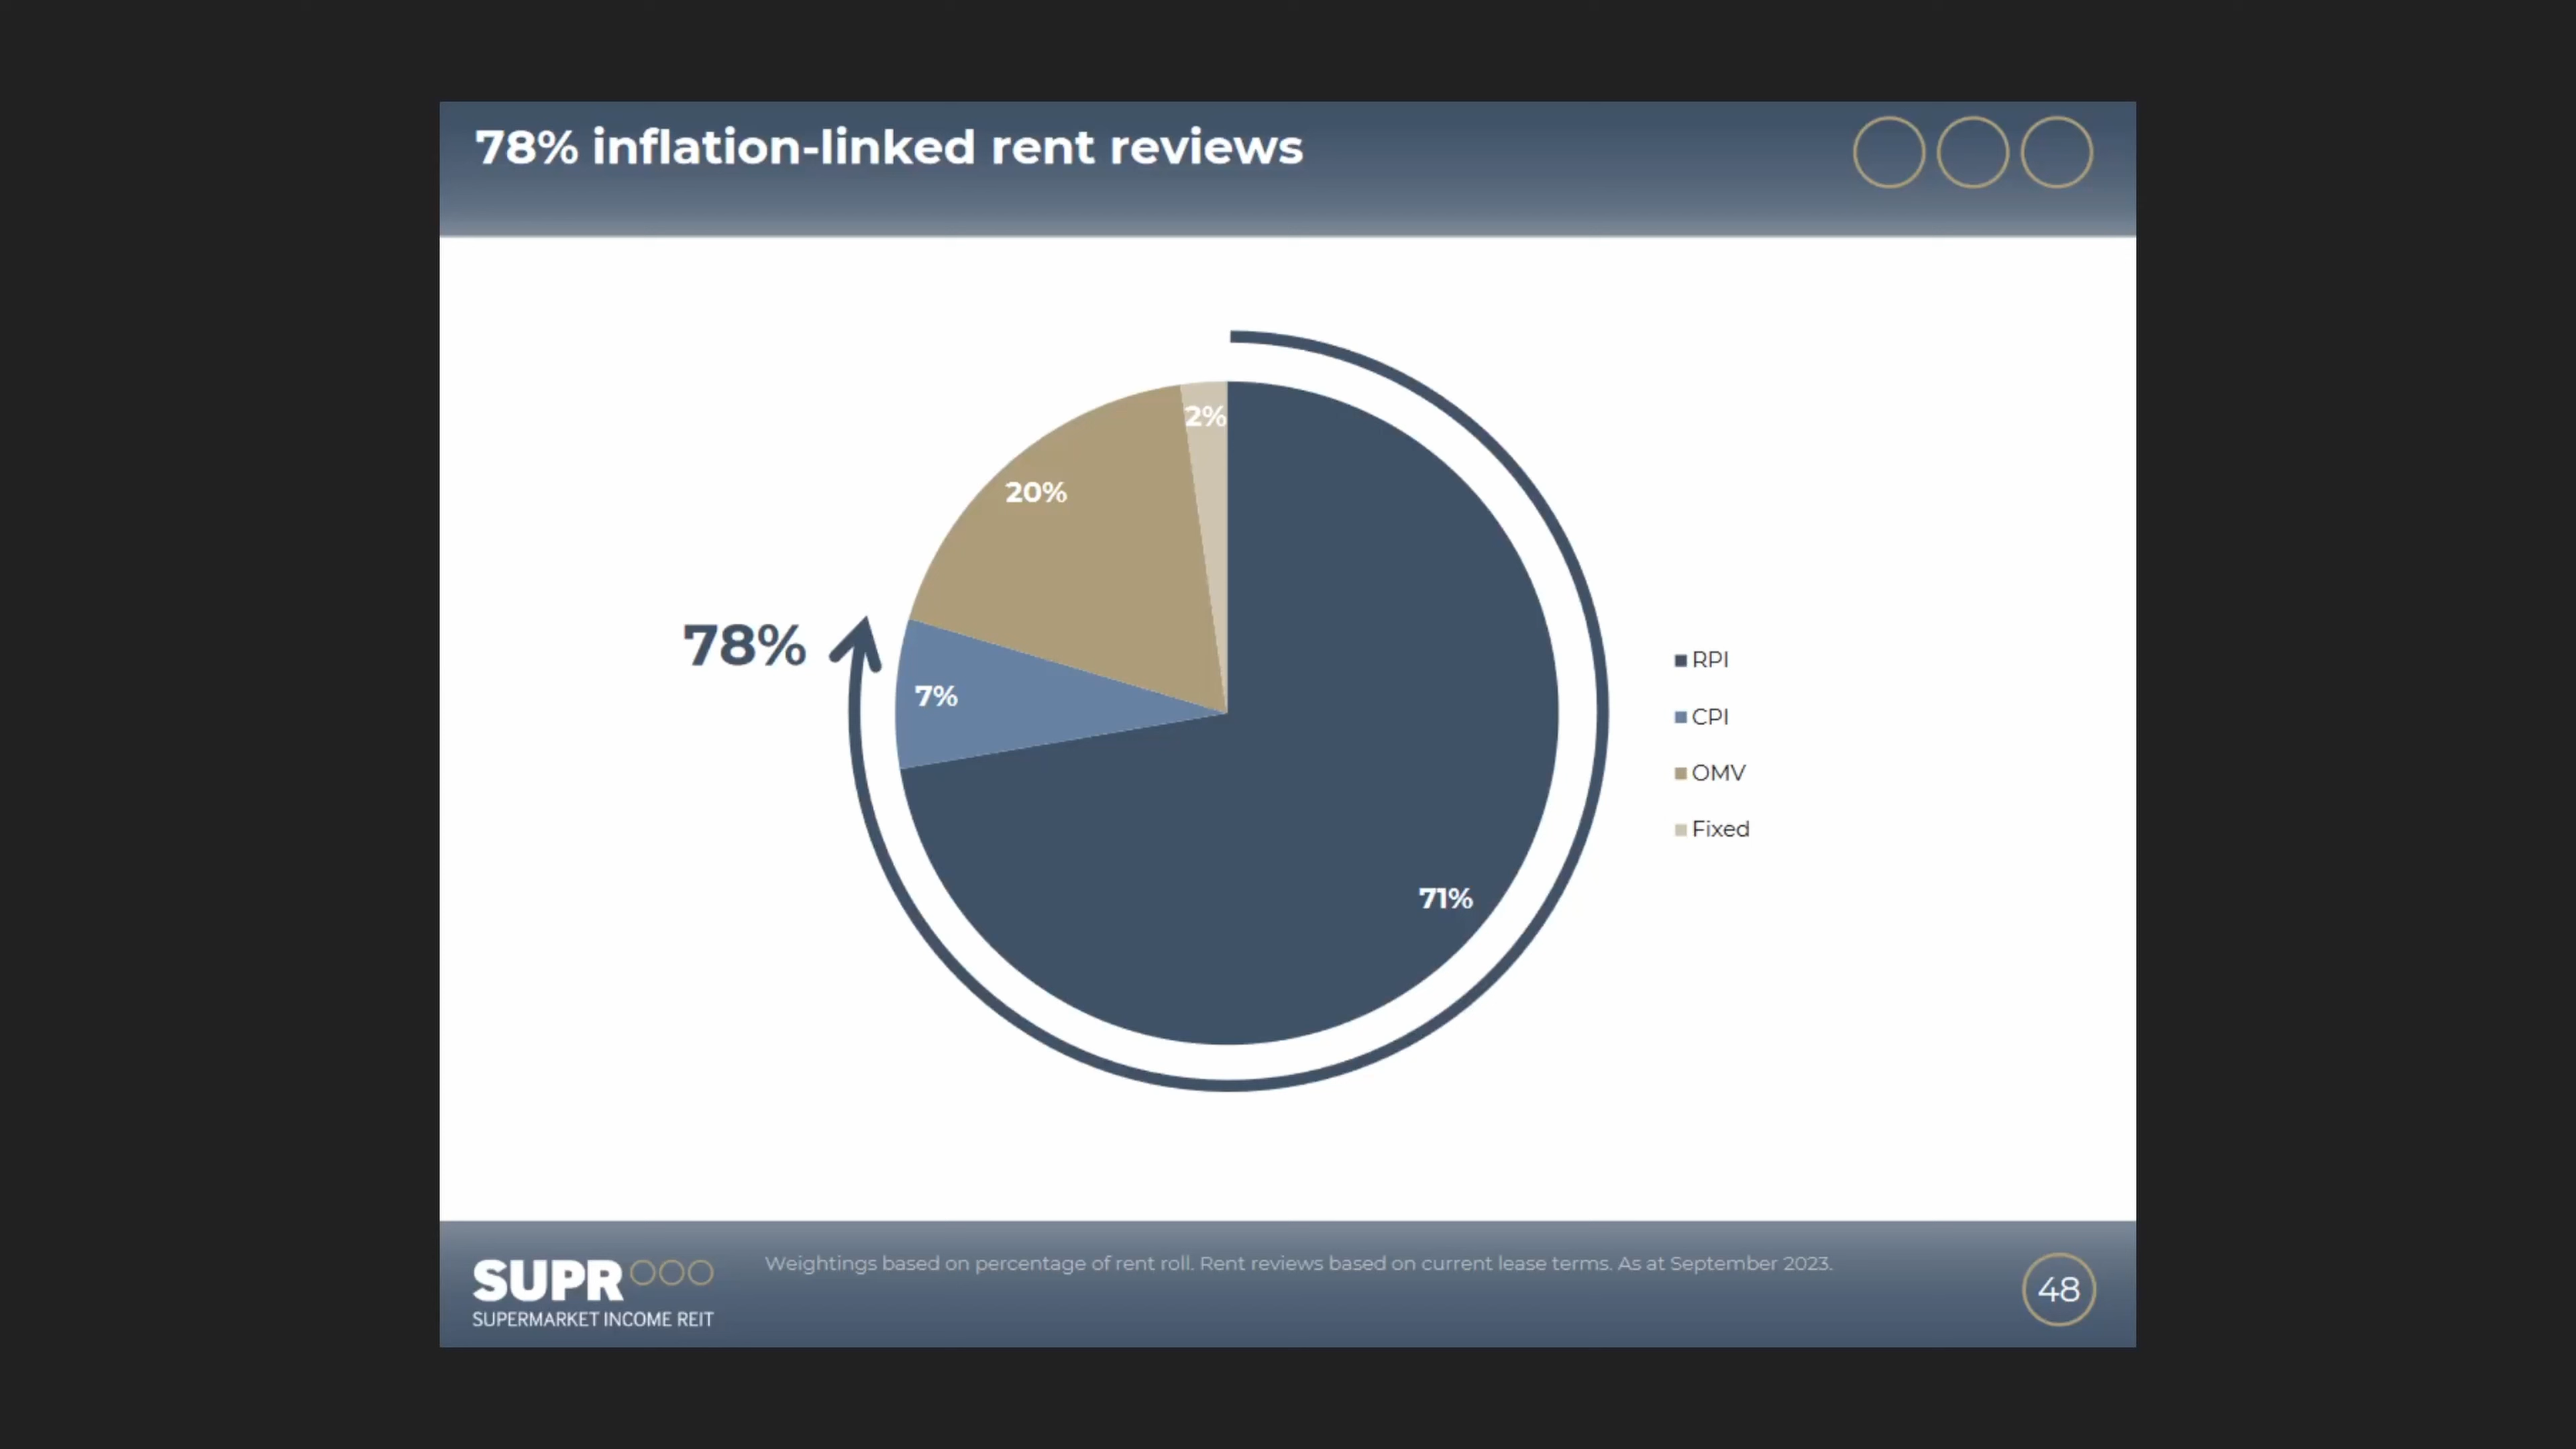 78% inflation-linked rent reviews
2%
20%
78%
7%
71%
RPI
CPI
OMV
Fixed
SUPR
SUPERMARKET INCOME REIT
Weightings based on percentage of rent roll. Rent reviews based on current lease terms. As at September 2023.
48